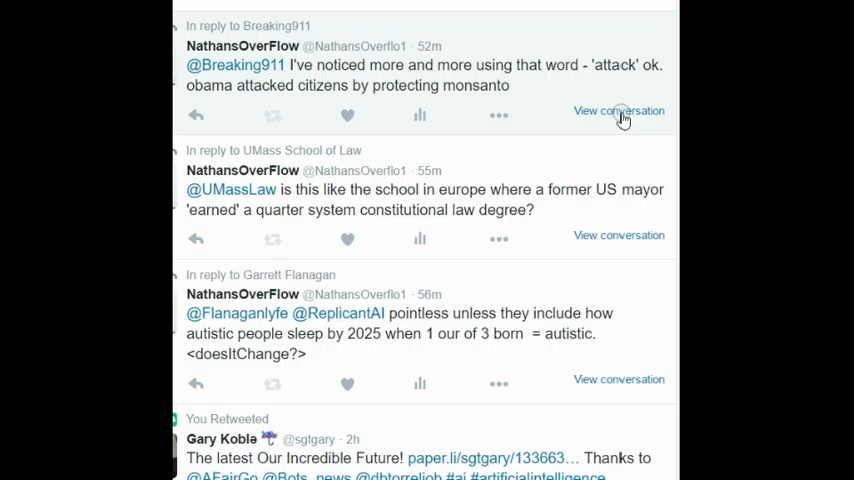 In reply to Breaking911
NathansOverFlow @NathansOverflo1 · 52m
@Breaking911 I've noticed more and more using that word - 'attack' ok.
obama attacked citizens by protecting monsanto
View conversation
In reply to UMass School of Law
NathansOverFlow @NathansOverflo1 · 55m
@UMassLaw is this like the school in europe where a former US mayor
'earned' a quarter system constitutional law degree?
View conversation
In reply to Garrett Flanagan
NathansOverFlow @NathansOverflo1 · 56m
@Flanaganlyfe @ReplicantAI pointless unless they include how
autistic people sleep by 2025 when 1 our of 3 born = autistic.
<doesItChange?>
View conversation
You Retweeted
Gary Koble @sgtgary · 2h
The latest Our Incredible Future! paper.li/sgtgary/133663... Thanks to
@AFairGo @Bots_news @dbtorreliob #ai #artificialintelligence